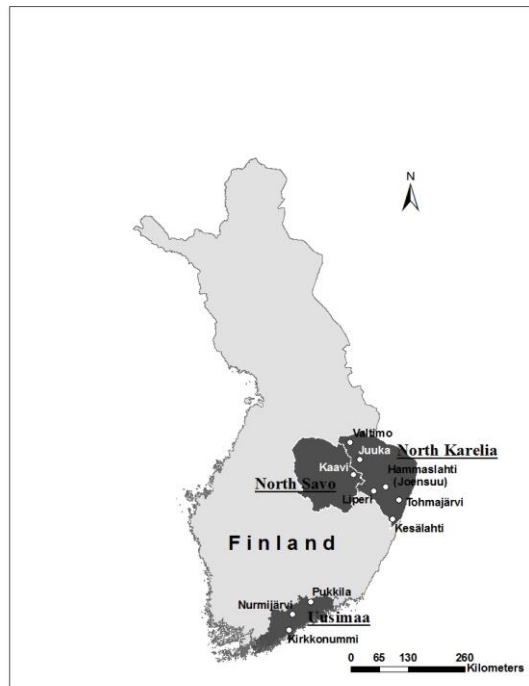 N
Valtimo
Juuka
North Karelia
Kaavi
Hammaslahti
(Joensuu)
North Savo
Liperi
Tohmajärvi
Kesälahti
Finland
Pukkila
Nurmijärvi
Uusimaa
Kirkkonummi
0 65 130 260
Kilometers